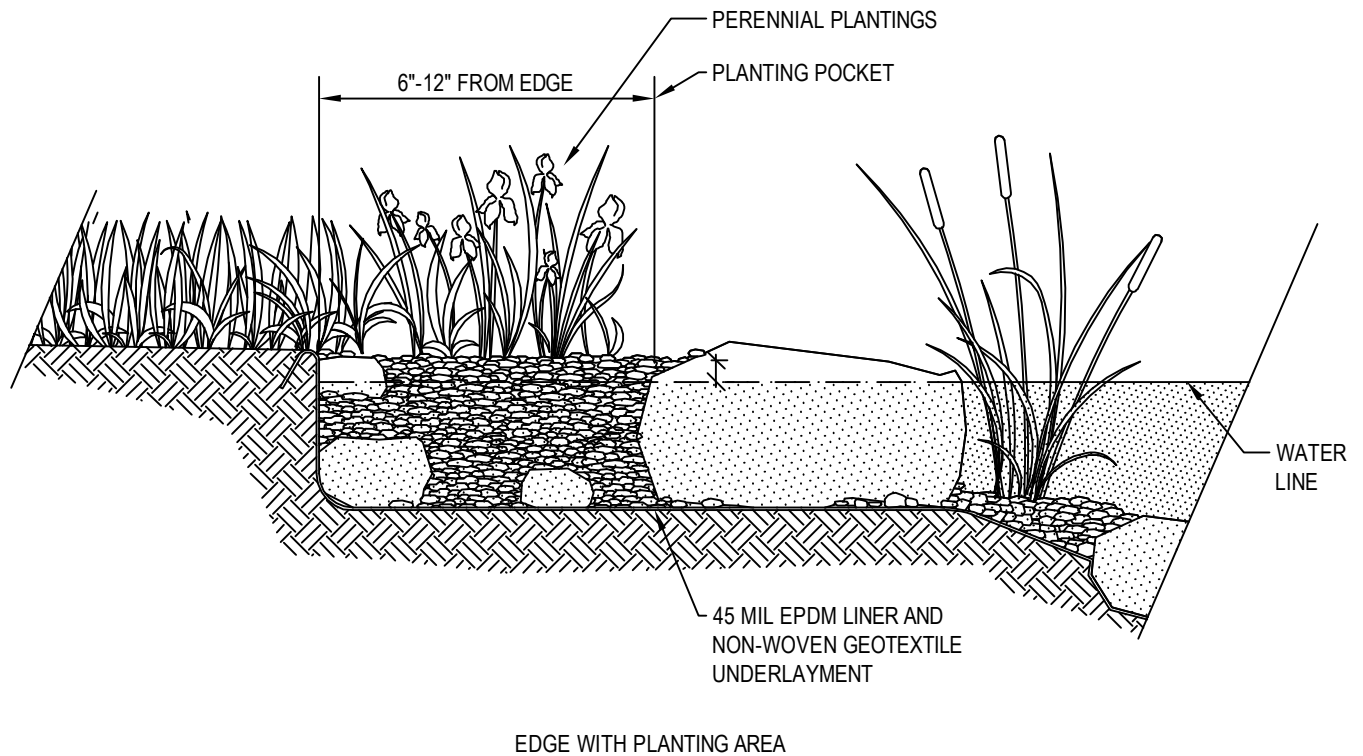 PERENNIAL PLANTINGS
PLANTING POCKET
6"-12" FROM EDGE
WATER
LINE
45 MIL EPDM LINER AND
NON-WOVEN GEOTEXTILE
UNDERLAYMENT
EDGE WITH PLANTING AREA